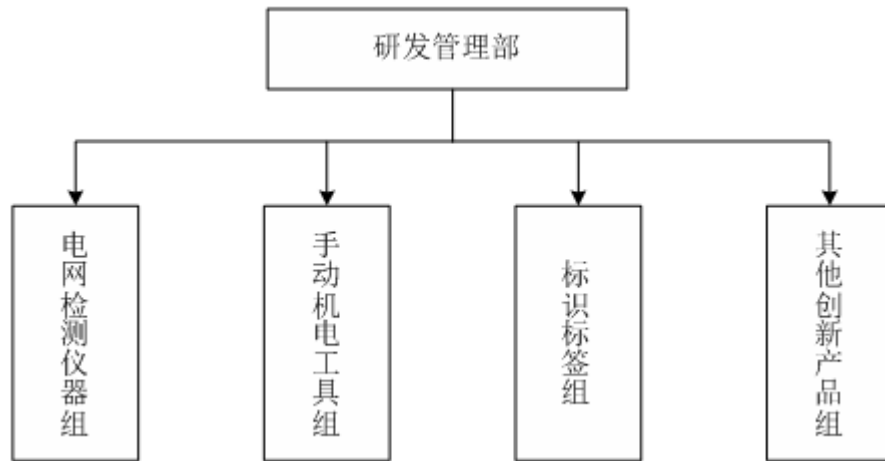 研发管理部
电网检测仪器组
手动机电工具组
标识标签组
其他创新产品组